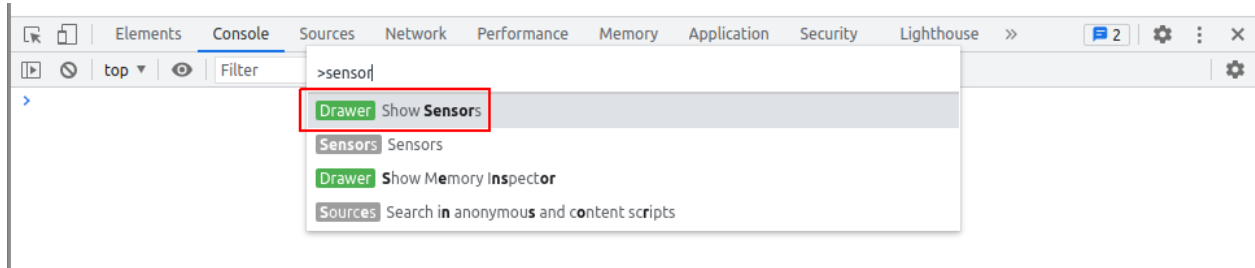 Elements Console Sources Network Performance Memory Application Security Lighthouse » 2
top ▼ Filter
>sensor
>
Drawer Show Sensors
Sensors Sensors
Drawer Show Memory Inspector
Sources Search in anonymous and content scripts